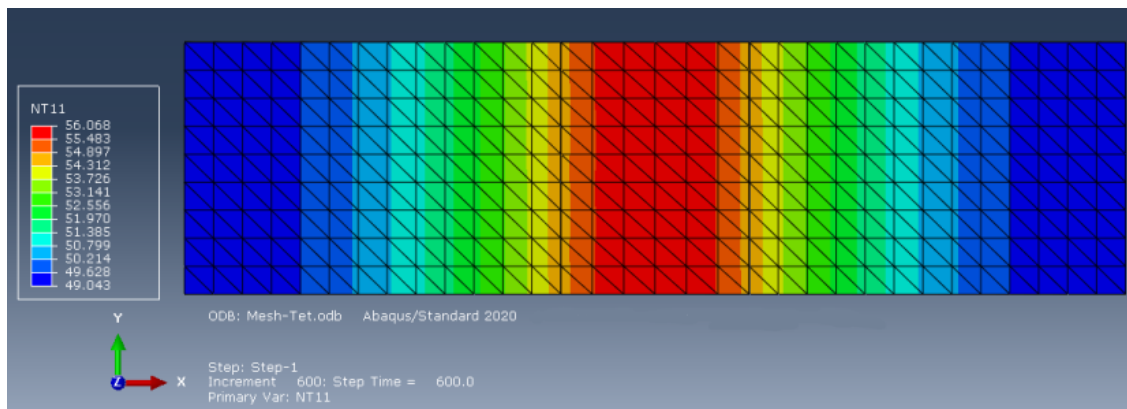 NT11
56.068
55.483
54.897
54.312
53.726
53.141
52.556
51.970
51.385
50.799
50.214
49.628
49.043
Y
Z
X
ODB: Mesh-Tet.odb Abaqus/Standard 2020
Step: Step-1
Increment 600: Step Time = 600.0
Primary Var: NT11